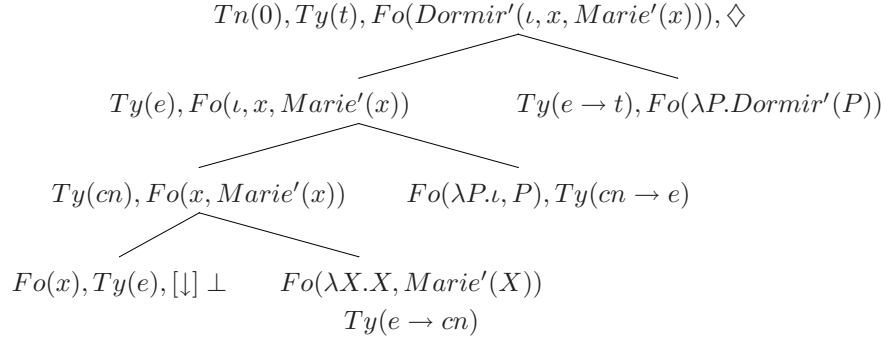 Tn(0), Ty(t), Fo(Dormir′(ι, x, Marie′(x))), ◇
Ty(e), Fo(ι, x, Marie′(x)) Ty(e → t), Fo(λP.Dormir′(P))
Ty(cn), Fo(x, Marie′(x)) Fo(λP.ι, P), Ty(cn → e)
Fo(x), Ty(e), [↓] ⊥ Fo(λX.X, Marie′(X))
Ty(e → cn)